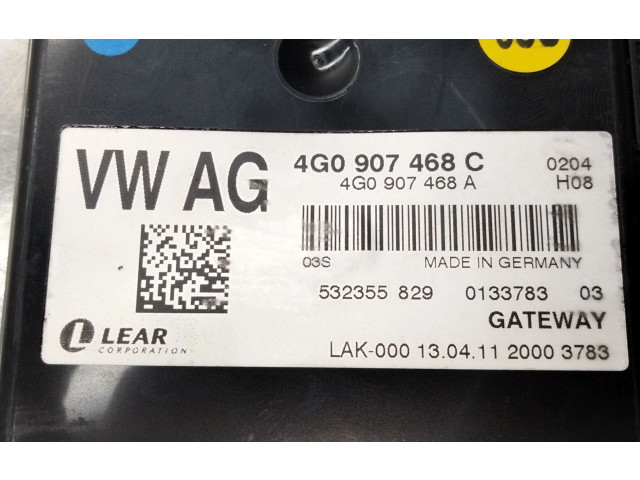 VW AG
4G0 907 468 C 0204
4G0 907 468 A H08
03S MADE IN GERMANY
532355 829 0133783 03
GATEWAY
LEAR
CORPORATION
LAK-000 13.04.11 2000 3783